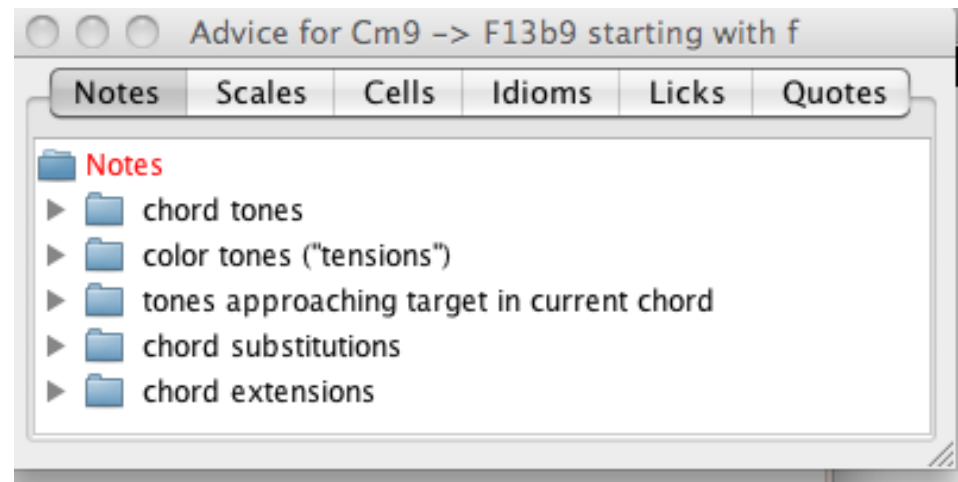 Advice for Cm9 -> F13b9 starting with f
Notes Scales Cells Idioms Licks Quotes
Notes
chord tones
color tones ("tensions")
tones approaching target in current chord
chord substitutions
chord extensions